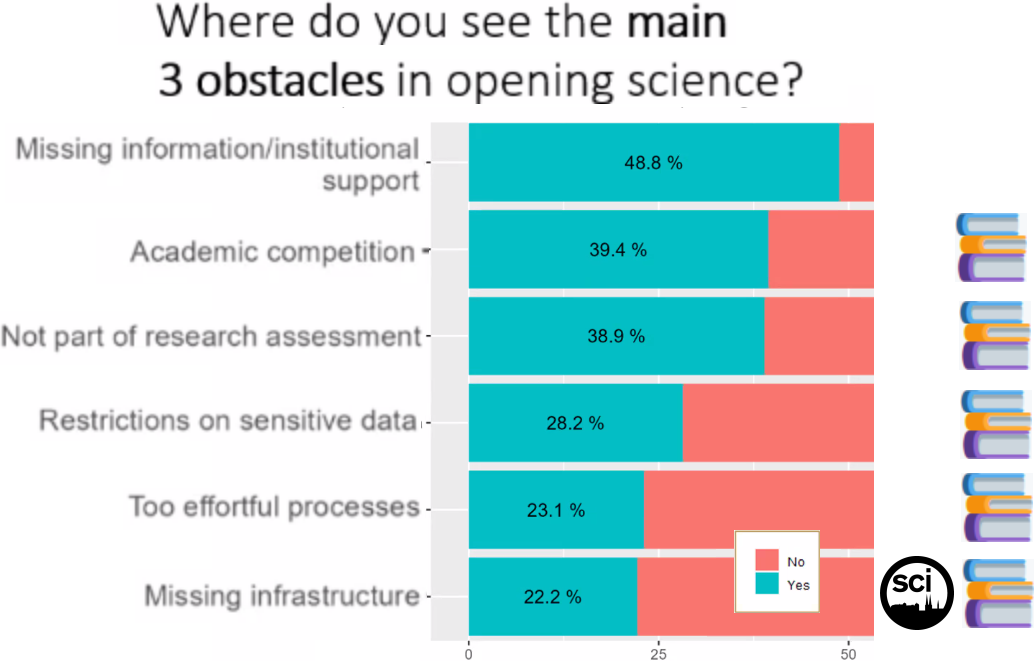 Where do you see the main
3 obstacles in opening science?
Missing information/institutional
support
48.8 %
Academic competition
39.4 %
Not part of research assessment
38.9 %
Restrictions on sensitive data
28.2 %
Too effortful processes
23.1 %
Missing infrastructure
22.2 %
No
Yes
sci
0 25 50